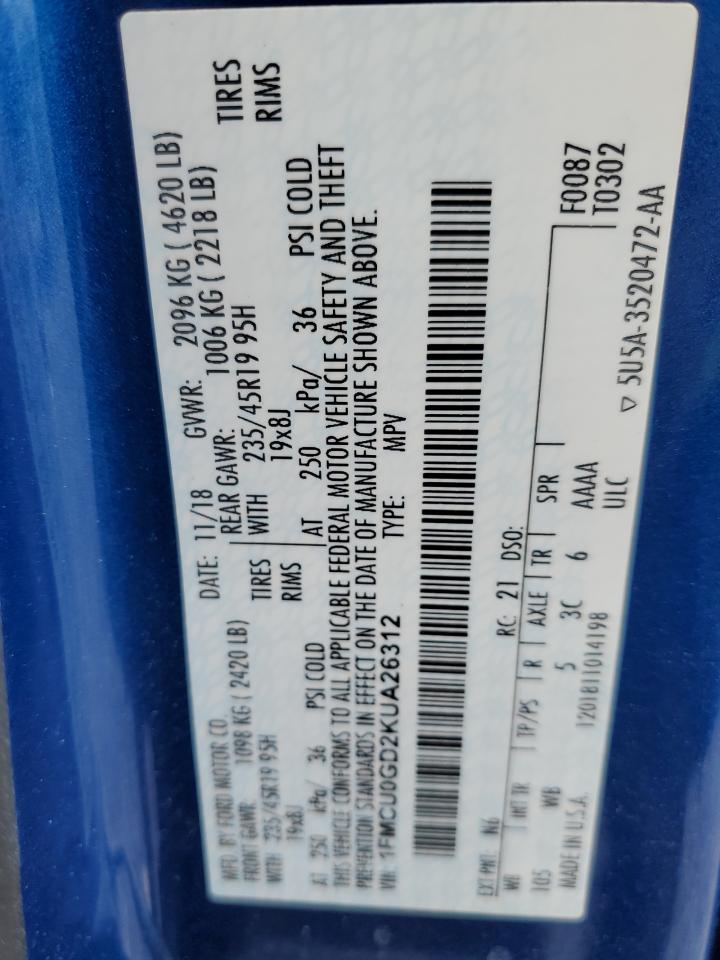 MFD. BY FORD MOTOR CO.
DATE: 11/18 GVWR: 2096 KG ( 4620 LB)
FRONT GAWR: 1098 KG ( 2420 LB) REAR GAWR: 1006 KG ( 2218 LB)
WITH 235/45R19 95H TIRES WITH 235/45R19 95H TIRES
19x8J RIMS 19x8J RIMS
AT 250 kPa/ 36 PSI COLD AT 250 kPa/ 36 PSI COLD
THIS VEHICLE CONFORMS TO ALL APPLICABLE FEDERAL MOTOR VEHICLE SAFETY AND THEFT
PREVENTION STANDARDS IN EFFECT ON THE DATE OF MANUFACTURE SHOWN ABOVE.
VIN: 1FMCU0GD2KUA26312 TYPE: MPV
EXT PNT: N6 RC: 21 DSO:
WB INT TR TP/PS R AXLE TR SPR F0087
105 WB 5 3C 6 AAAA T0302
MADE IN U.S.A. 1201811014198 ULC
▽ 5U5A-3520472-AA